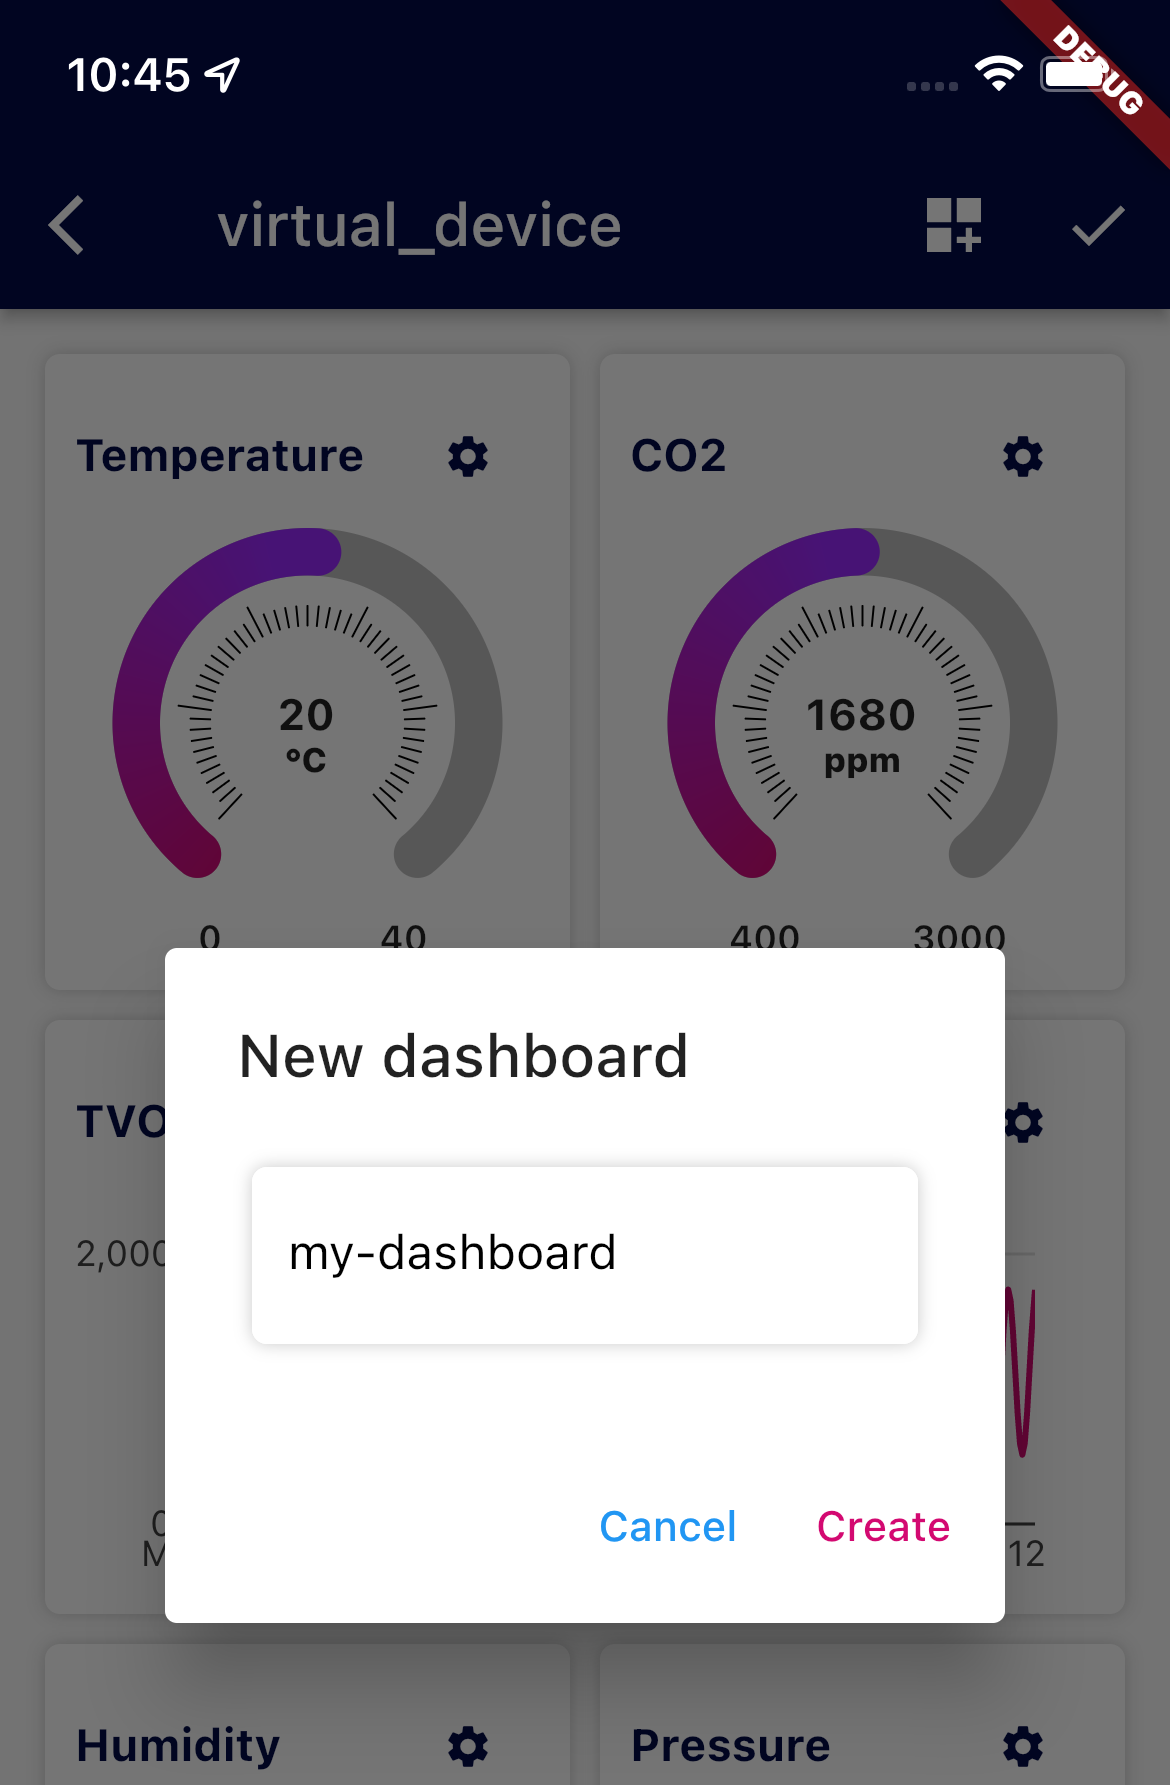 10:45
DEBUG
virtual_device
Temperature
CO2
20
°C
1680
ppm
0
40
400
3000
New dashboard
TVO
2,000
my-dashboard
0
M
12
Cancel
Create
Humidity
Pressure